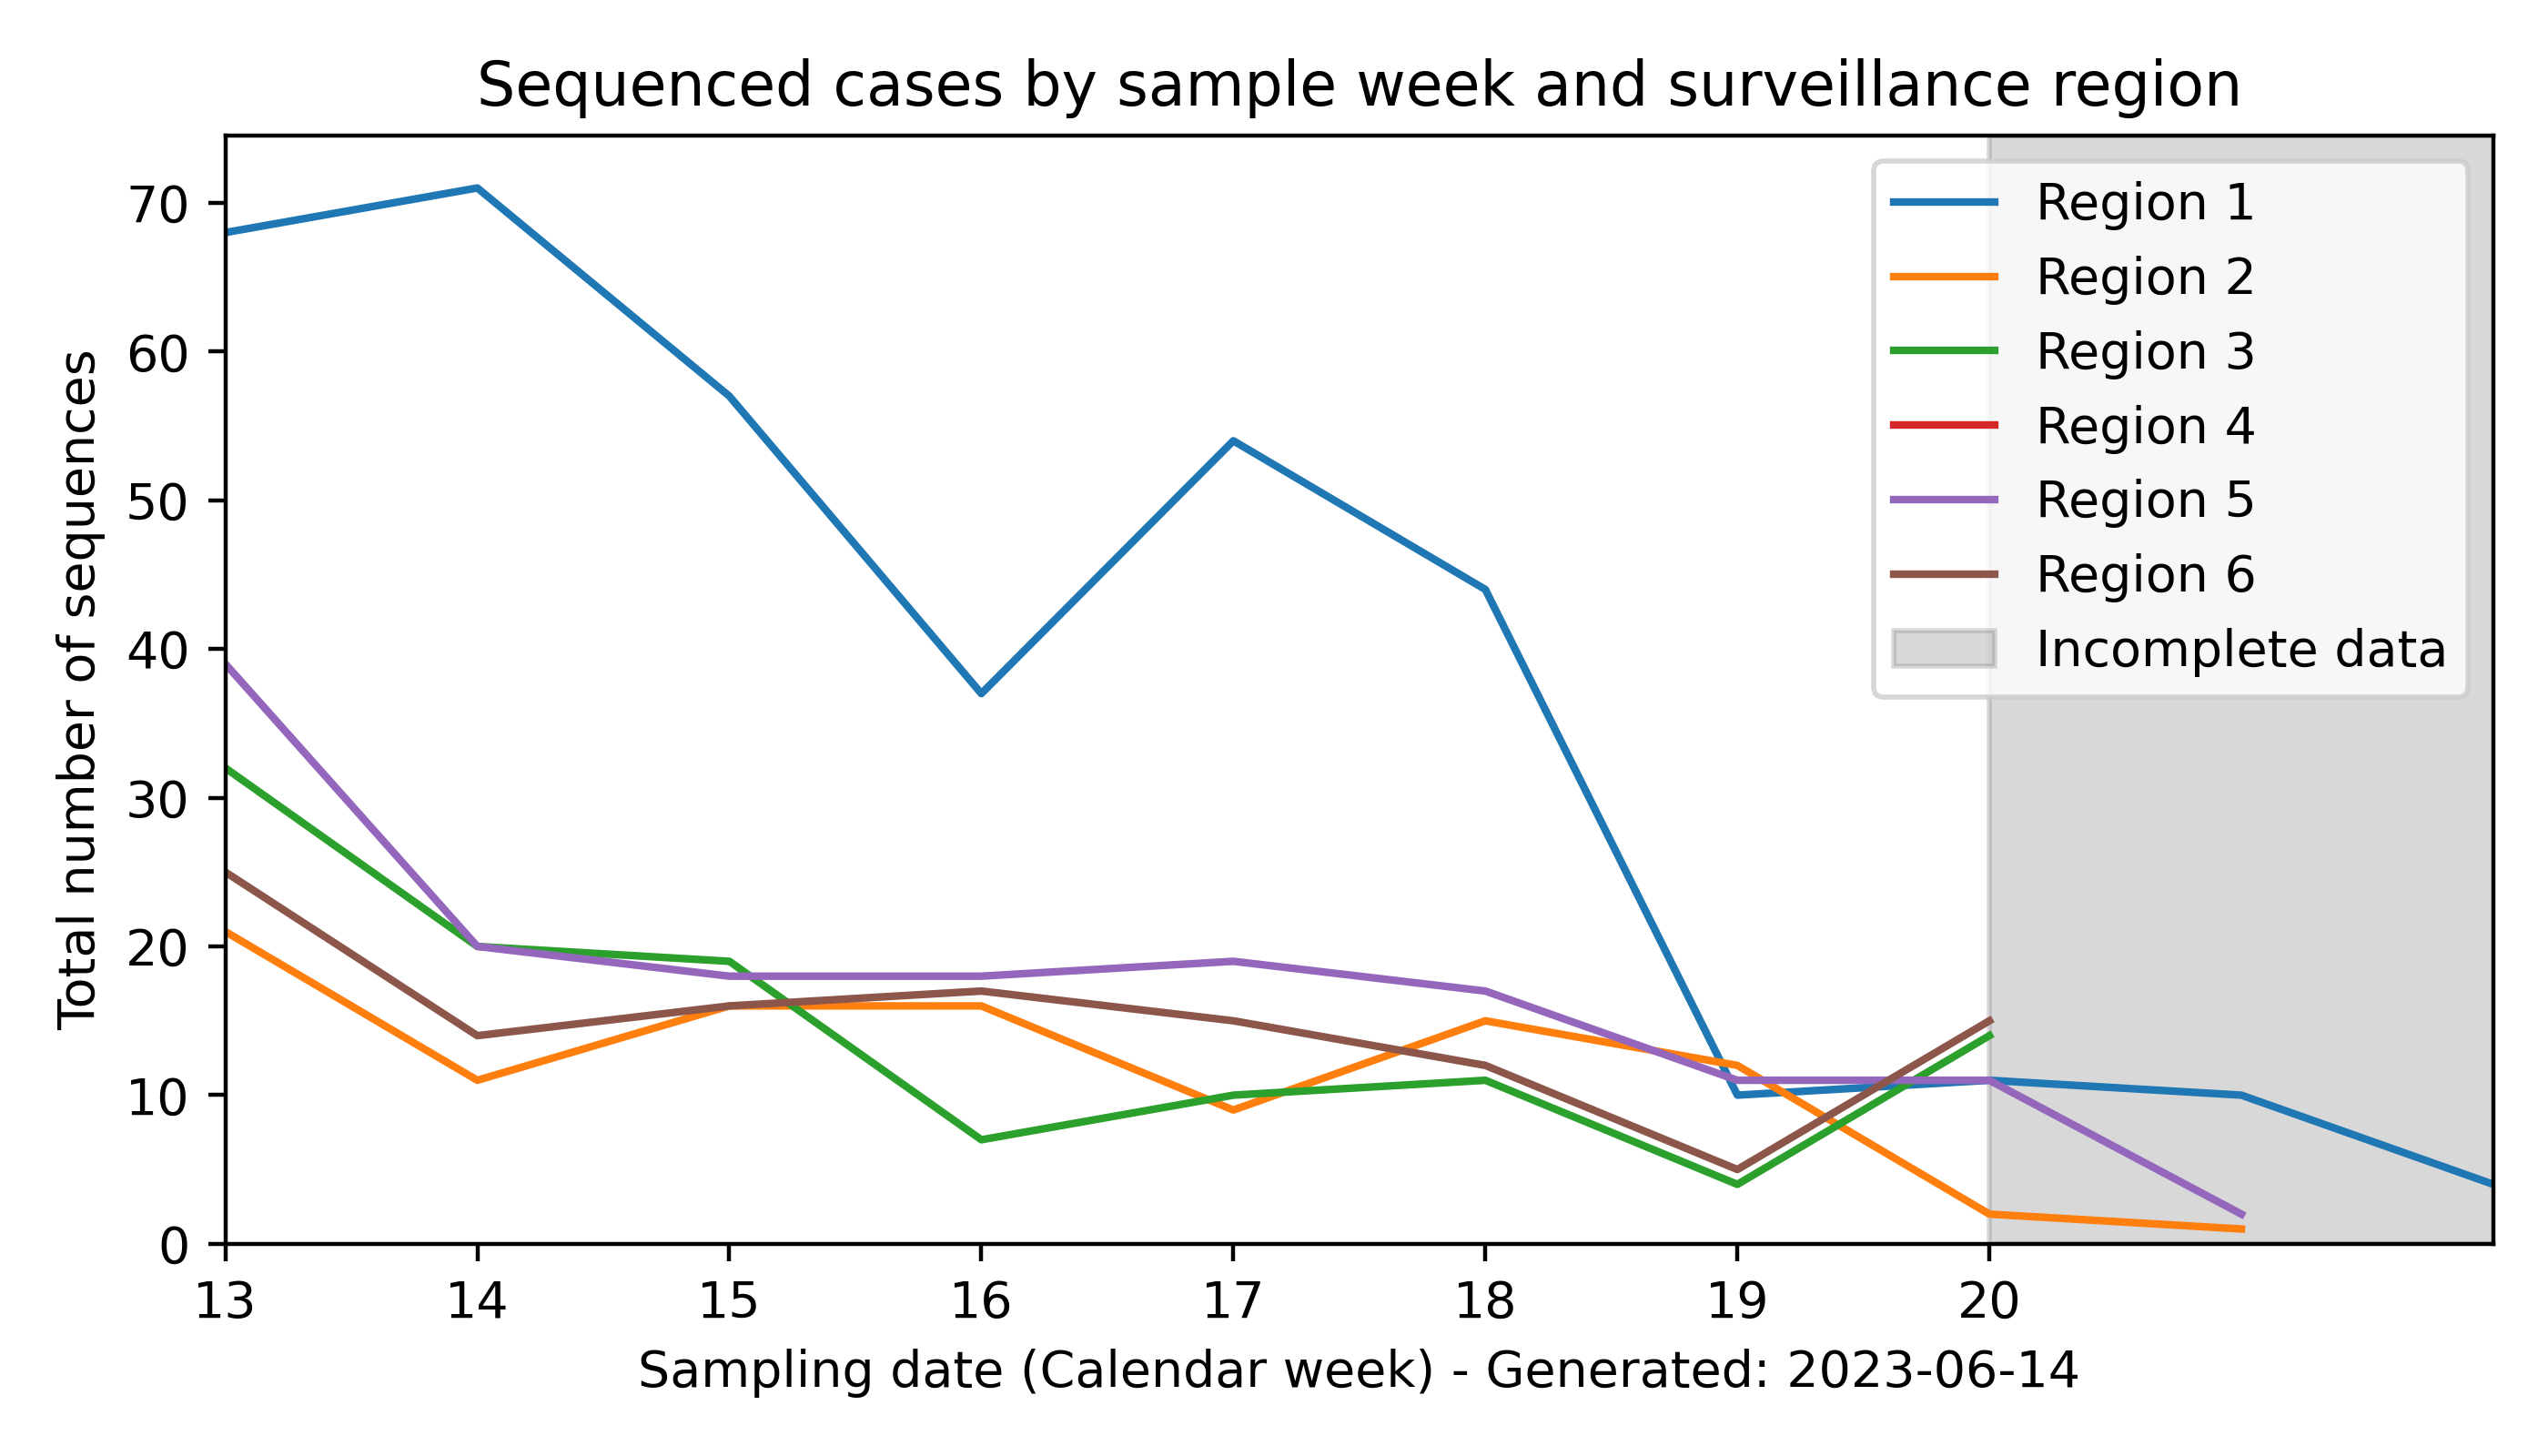 Sequenced cases by sample week and surveillance region
Total number of sequences
70
60
50
40
30
20
10
0
Region 1
Region 2
Region 3
Region 4
Region 5
Region 6
Incomplete data
13 14 15 16 17 18 19 20
Sampling date (Calendar week) - Generated: 2023-06-14